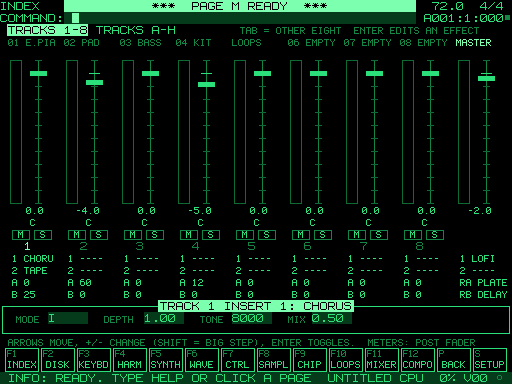 INDEX *** PAGE M READY *** 72.0 4/4
COMMAND: A001:1:000
TRACKS 1-8 TRACKS A-H TAB = OTHER EIGHT ENTER EDITS AN EFFECT
01 E.PIA 02 PAD 03 BASS 04 KIT LOOPS 06 EMPTY 07 EMPTY 08 EMPTY MASTER
0.0 -4.0 0.0 -5.0 0.0 0.0 0.0 0.0 -2.0
C C C C C C C C
M S M S M S M S M S M S M S M S
1 2 3 4 5 6 7 8
1 CHORU 1 ---- 1 ---- 1 ---- 1 ---- 1 ---- 1 ---- 1 ---- 1 LOFI
2 TAPE 2 ---- 2 ---- 2 ---- 2 ---- 2 ---- 2 ---- 2 ---- 2 ----
A 0 A 60 A 0 A 12 A 0 A 0 A 0 A 0 RA PLATE
B 25 B 0 B 0 B 0 B 0 B 0 B 0 B 0 RB DELAY
TRACK 1 INSERT 1: CHORUS
MODE I DEPTH 1.00 TONE 8000 MIX 0.50
ARROWS MOVE, +/- CHANGE (SHIFT = BIG STEP), ENTER TOGGLES. METERS: POST FADER
F1 F2 F3 F4 F5 F6 F7 F9 F10 F11 F12 P S
INDEX DISK KEYBD HARM SYNTH WAVE CTRL SAMPL CHIP LOOPS MIXER COMPO BACK SETUP
INFO: READY. TYPE HELP OR CLICK A PAGE UNTITLED CPU 0% V00